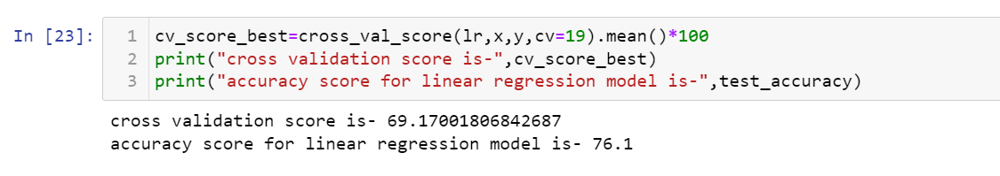 In [23]:
1 cv_score_best=cross_val_score(lr,x,y,cv=19).mean()*100
2 print("cross validation score is-",cv_score_best)
3 print("accuracy score for linear regression model is-",test_accuracy)
cross validation score is- 69.17001806842687
accuracy score for linear regression model is- 76.1